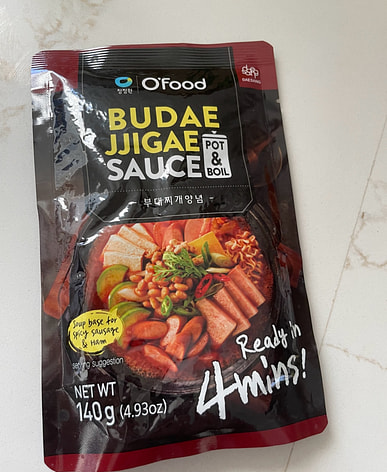 청정원 O'Food
DAESANG
BUDAE
JJIGAE
SAUCE
POT
&
BOIL
- 부대찌개양념 -
Soup base for
spicy sausage
& Ham
serving suggestion
Ready in
4mins!
NET WT
140g (4.93oz)